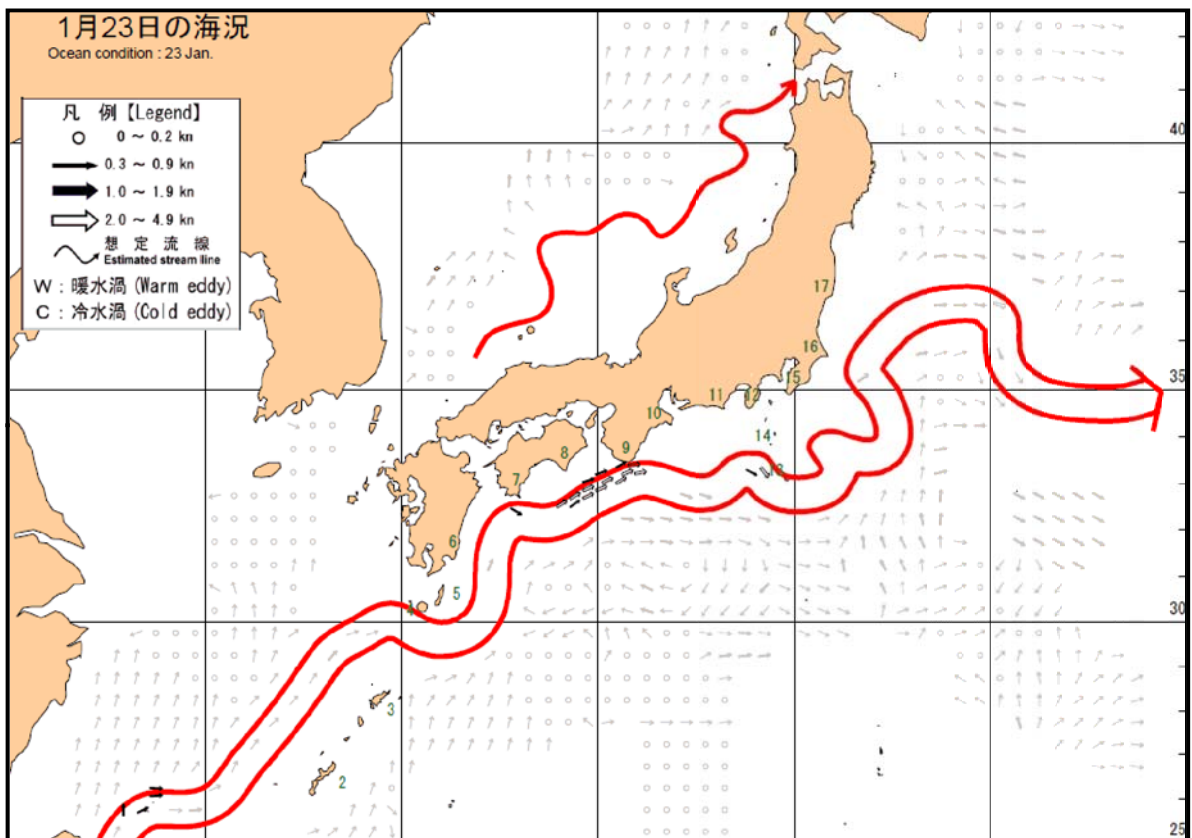 1月23日の海況
Ocean condition : 23 Jan.
凡 例【Legend】
0 ～ 0.2 kn
0.3 ～ 0.9 kn
1.0 ～ 1.9 kn
2.0 ～ 4.9 kn
想 定 流 線
Estimated stream line
W : 暖水渦 (Warm eddy)
C : 冷水渦 (Cold eddy)
40
17
16
35
15
12
11
10
14
9
8
13
7
6
5
4
30
3
2
25